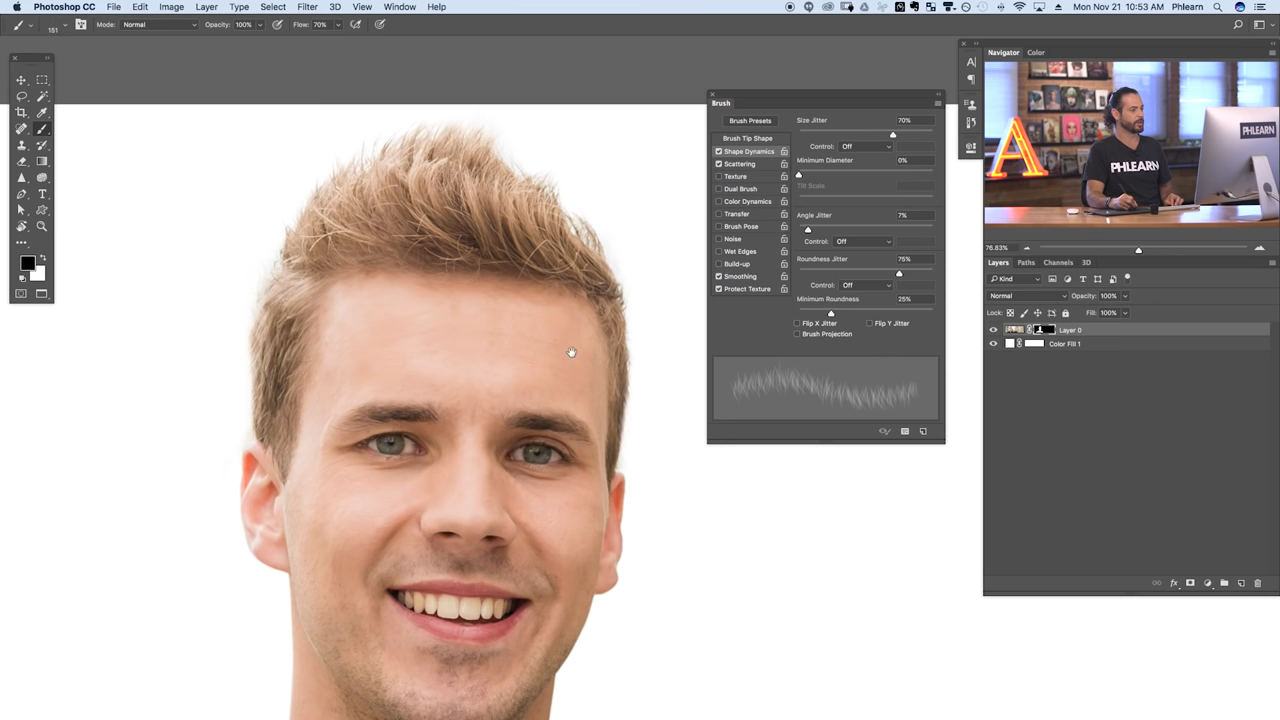 Photoshop CC File Edit Image Layer Type Select Filter 3D View Window Help Mon Nov 21 10:53 AM Phlearn
151 Mode: Normal Opacity: 100% Flow: 70%
Navigator Color
PHLEARN
PHLEARN
A
76.83%
Brush
Brush Presets Size Jitter 70%
Brush Tip Shape
Control: Off
Shape Dynamics
Minimum Diameter 0%
Scattering
Texture
Tilt Scale
Dual Brush
Color Dynamics
Transfer Angle Jitter 7%
Brush Pose
Noise Control: Off
Wet Edges
Build-up Roundness Jitter 75%
Smoothing
Protect Texture Control: Off
Minimum Roundness 25%
Flip X Jitter Flip Y Jitter
Brush Projection
Layers Paths Channels 3D
Kind
Normal Opacity: 100%
Lock: Fill: 100%
Layer 0
Color Fill 1
fx